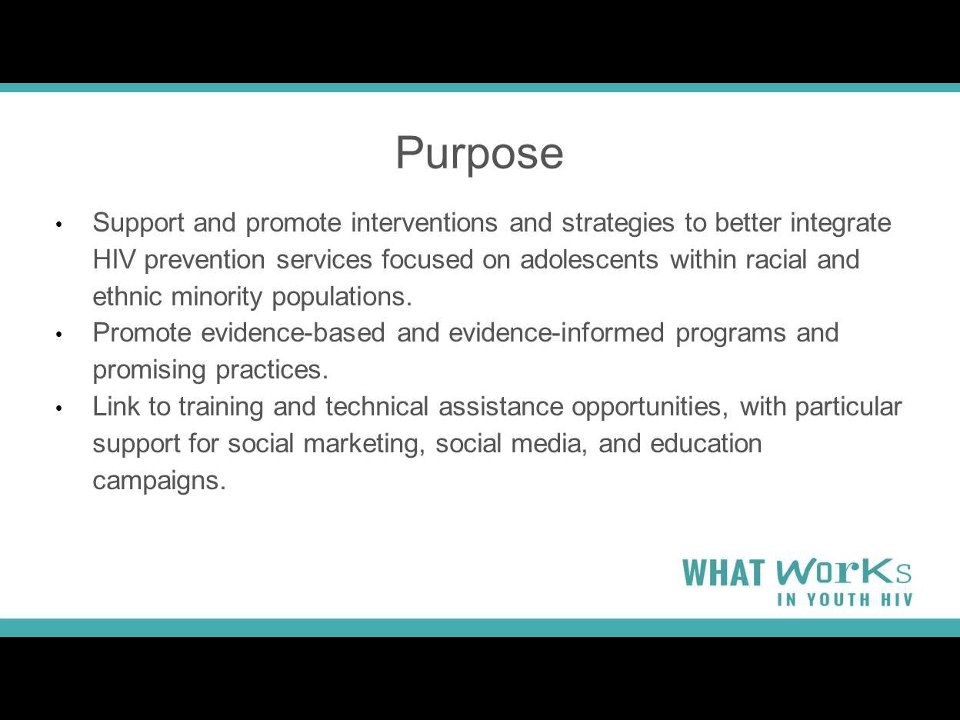 Purpose
• Support and promote interventions and strategies to better integrate
HIV prevention services focused on adolescents within racial and
ethnic minority populations.
• Promote evidence-based and evidence-informed programs and
promising practices.
• Link to training and technical assistance opportunities, with particular
support for social marketing, social media, and education
campaigns.
WHAT WorKs
IN YOUTH HIV